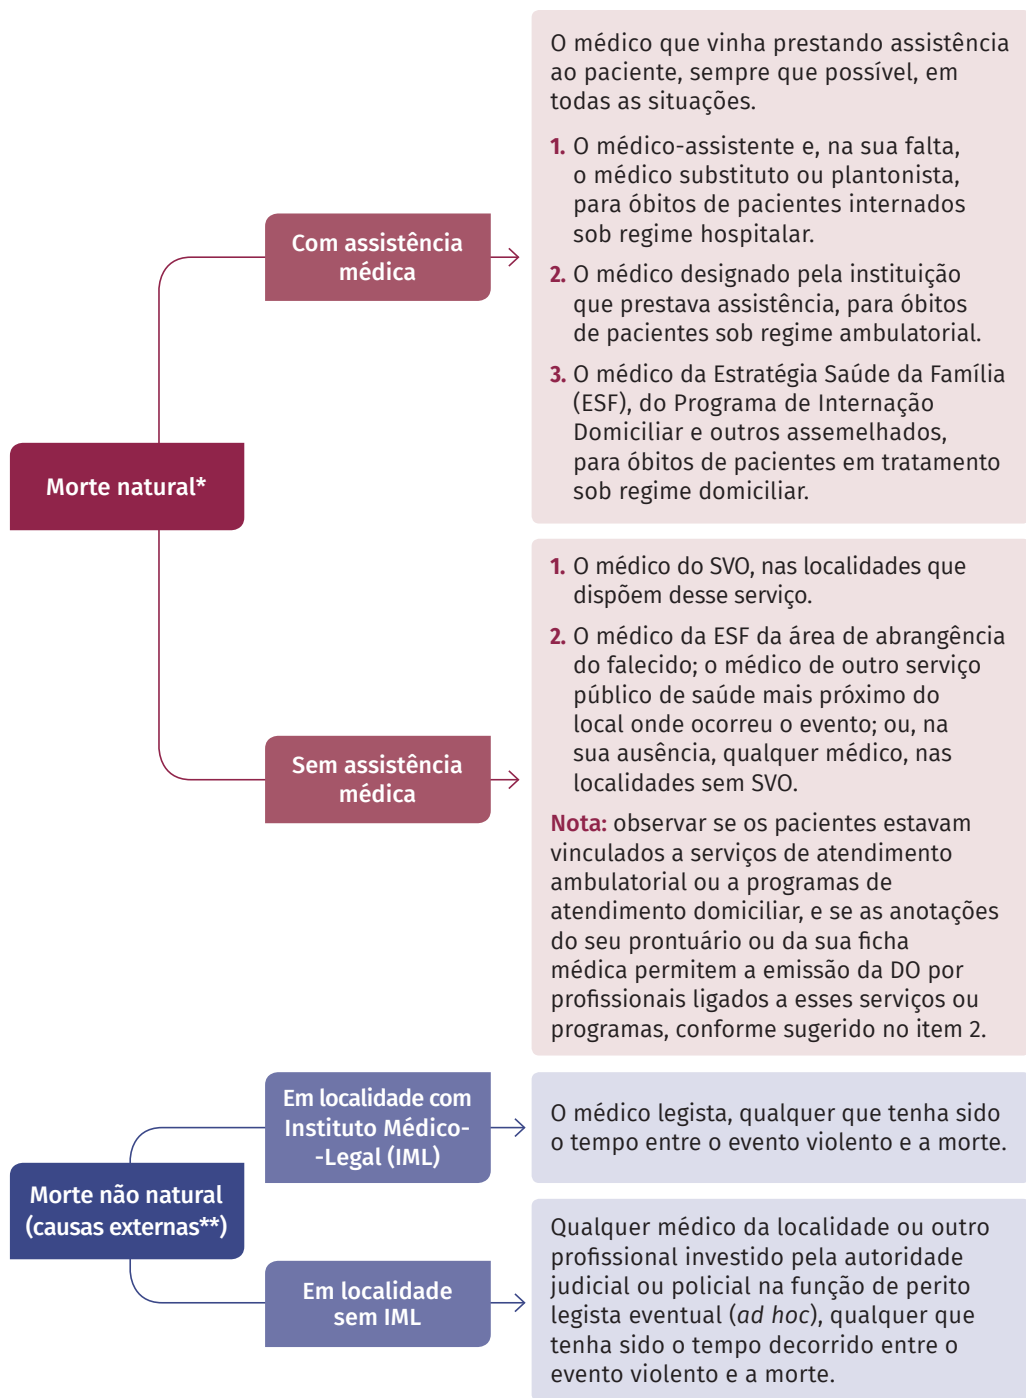 O médico que vinha prestando assistência
ao paciente, sempre que possível, em
todas as situações.
1. O médico-assistente e, na sua falta,
o médico substituto ou plantonista,
para óbitos de pacientes internados
sob regime hospitalar.
2. O médico designado pela instituição
que prestava assistência, para óbitos
de pacientes sob regime ambulatorial.
3. O médico da Estratégia Saúde da Família
(ESF), do Programa de Internação
Domiciliar e outros assemelhados,
para óbitos de pacientes em tratamento
sob regime domiciliar.
Com assistência
médica
Morte natural*
Sem assistência
médica
1. O médico do SVO, nas localidades que
dispõem desse serviço.
2. O médico da ESF da área de abrangência
do falecido; o médico de outro serviço
público de saúde mais próximo do
local onde ocorreu o evento; ou, na
sua ausência, qualquer médico, nas
localidades sem SVO.
Nota: observar se os pacientes estavam
vinculados a serviços de atendimento
ambulatorial ou a programas de
atendimento domiciliar, e se as anotações
do seu prontuário ou da sua ficha
médica permitem a emissão da DO por
profissionais ligados a esses serviços ou
programas, conforme sugerido no item 2.
Morte não natural
(causas externas**)
Em localidade com
Instituto Médico-
-Legal (IML)
O médico legista, qualquer que tenha sido
o tempo entre o evento violento e a morte.
Em localidade
sem IML
Qualquer médico da localidade ou outro
profissional investido pela autoridade
judicial ou policial na função de perito
legista eventual (ad hoc), qualquer que
tenha sido o tempo decorrido entre o
evento violento e a morte.